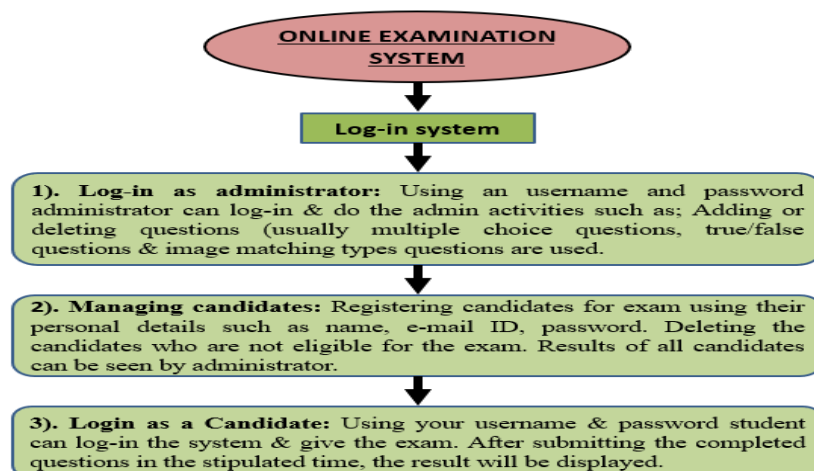 ONLINE EXAMINATION
SYSTEM
Log-in system
1). Log-in as administrator: Using an username and password
administrator can log-in & do the admin activities such as; Adding or
deleting questions (usually multiple choice questions, true/false
questions & image matching types questions are used.
2). Managing candidates: Registering candidates for exam using their
personal details such as name, e-mail ID, password. Deleting the
candidates who are not eligible for the exam. Results of all candidates
can be seen by administrator.
3). Login as a Candidate: Using your username & password student
can log-in the system & give the exam. After submitting the completed
questions in the stipulated time, the result will be displayed.